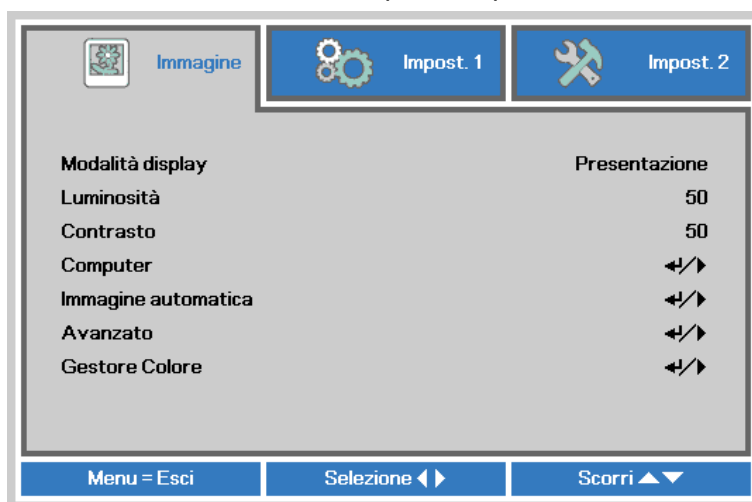 Immagine
Impost. 1
Impost. 2
Modalità display Presentazione
Luminosità 50
Contrasto 50
Computer
Immagine automatica
Avanzato
Gestore Colore
Menu = Esci
Selezione
Scorri